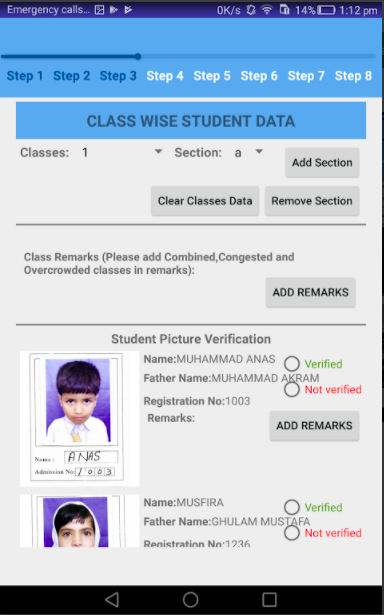 Emergency calls...
0K/s 14% 1:12 pm
Step 1 Step 2 Step 3 Step 4 Step 5 Step 6 Step 7 Step 8
CLASS WISE STUDENT DATA
Classes: 1 Section: a Add Section
Clear Classes Data Remove Section
Class Remarks (Please add Combined,Congested and
Overcrowded classes in remarks):
ADD REMARKS
Student Picture Verification
Name:MUHAMMAD ANAS
Verified
Father Name:MUHAMMAD AKRAM
Not verified
Registration No:1003
Remarks:
ADD REMARKS
Name: ANAS
Admission No: 1003
Name:MUSFIRA
Verified
Father Name:GHULAM MUSTAFA
Not verified
Registration No:1236